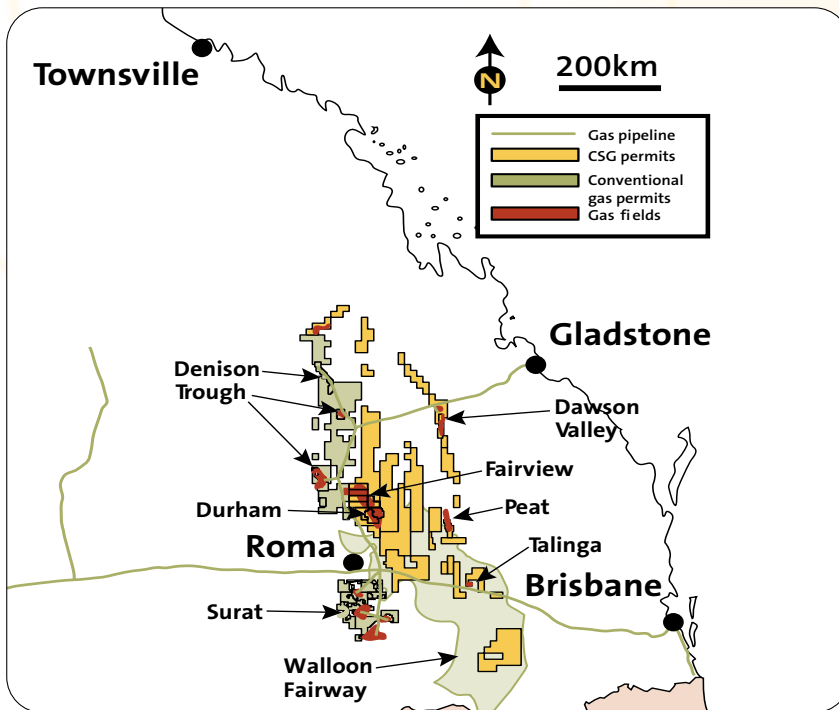 Townsville
N
200km
Gas pipeline
CSG permits
Conventional
gas permits
Gas fields
Gladstone
Denison
Trough
Dawson
Valley
Fairview
Durham
Peat
Roma
Talinga
Brisbane
Surat
Walloon
Fairway